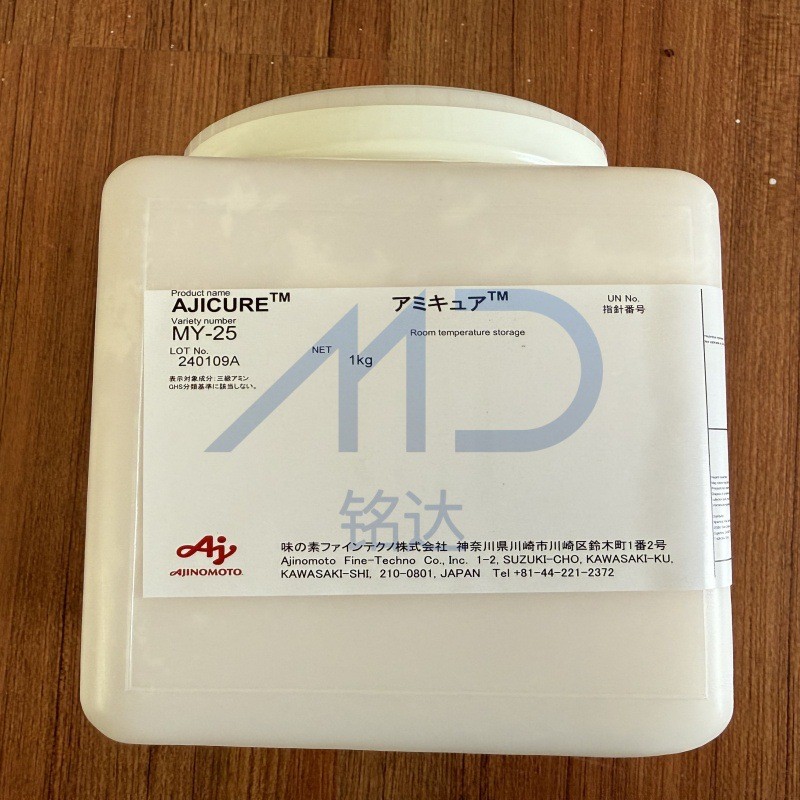 Product name
AJICURE™
アミキュア™
UN No.
指針番号
Variety number
MY-25
Room temperature storage
LOT No.
240109A
NET
1kg
表示対象成分:三級アミン
GHS分類基準に該当しない。
MD
铭达
Aj
AJINOMOTO
味の素ファインテクノ株式会社 神奈川県川崎市川崎区鈴木町1番2号
Ajinomoto Fine-Techno Co., Inc. 1-2, SUZUKI-CHO, KAWASAKI-KU,
KAWASAKI-SHI, 210-0801, JAPAN Tel +81-44-221-2372